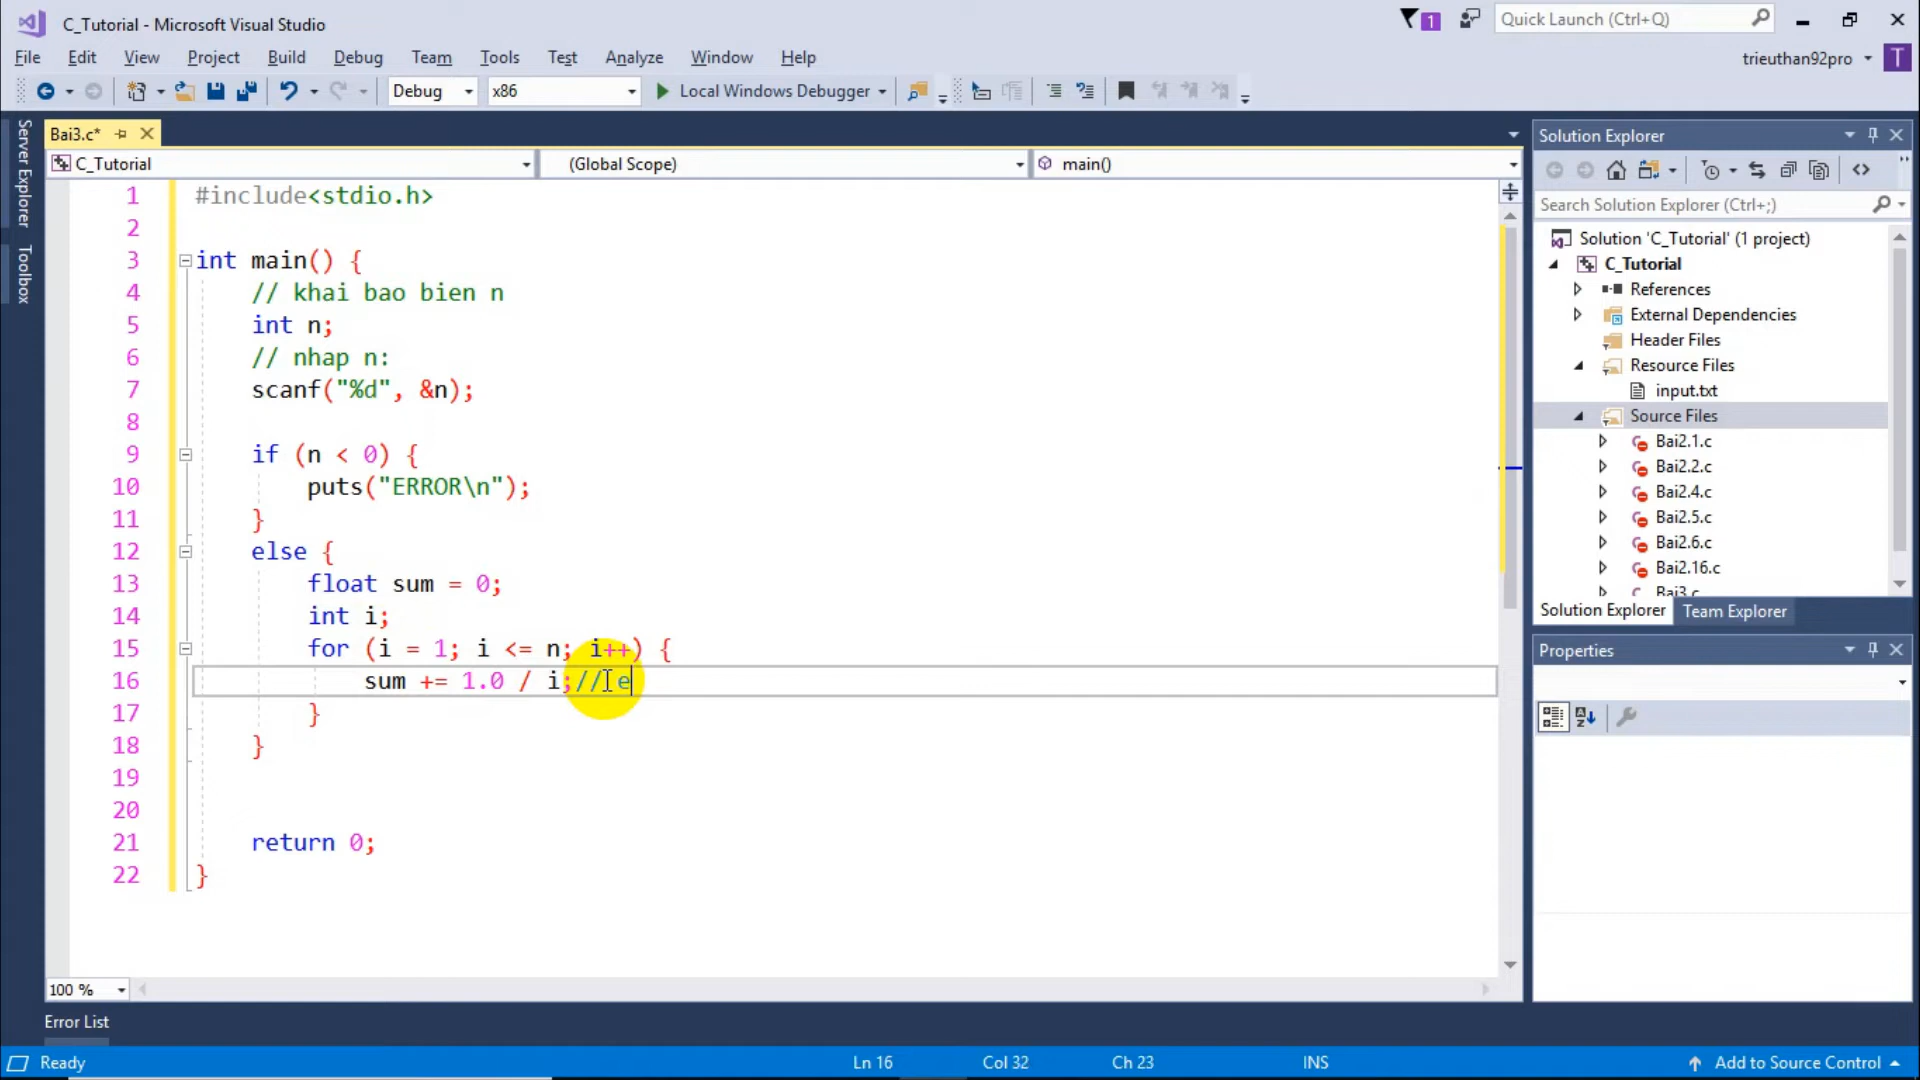 C_Tutorial - Microsoft Visual Studio
1
Quick Launch (Ctrl+Q)
File Edit View Project Build Debug Team Tools Test Analyze Window Help
trieuthan92pro T
Debug x86 Local Windows Debugger
Server Explorer
Toolbox
Bai3.c*
C_Tutorial (Global Scope) main()
1 #include<stdio.h>
2
3 int main() {
4 // khai bao bien n
5 int n;
6 // nhap n:
7 scanf("%d", &n);
8
9 if (n < 0) {
10 puts("ERROR\n");
11 }
12 else {
13 float sum = 0;
14 int i;
15 for (i = 1; i <= n; i++) {
16 sum += 1.0 / i;// e
17 }
18 }
19
20
21 return 0;
22 }
100 %
Error List
Solution Explorer
Search Solution Explorer (Ctrl+;)
Solution 'C_Tutorial' (1 project)
C_Tutorial
References
External Dependencies
Header Files
Resource Files
input.txt
Source Files
Bai2.1.c
Bai2.2.c
Bai2.4.c
Bai2.5.c
Bai2.6.c
Bai2.16.c
Bai3.c
Solution Explorer Team Explorer
Properties
Ready Ln 16 Col 32 Ch 23 INS Add to Source Control